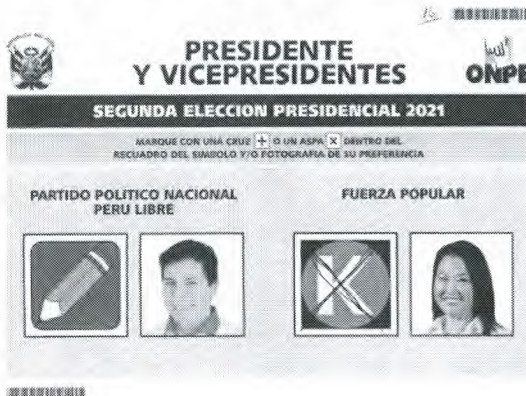 16
PRESIDENTE
Y VICEPRESIDENTES
ONPE
SEGUNDA ELECCION PRESIDENCIAL 2021
MARQUE CON UNA CRUZ + O UN ASPA X DENTRO DEL
RECUADRO DEL SIMBOLO Y/O FOTOGRAFIA DE SU PREFERENCIA
PARTIDO POLITICO NACIONAL
PERU LIBRE
FUERZA POPULAR
K